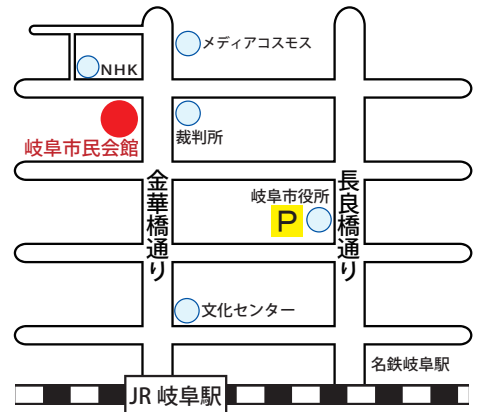 メディアコスモス
NHK
裁判所
岐阜市民会館
金華橋通り
長良橋通り
岐阜市役所
P
文化センター
名鉄岐阜駅
JR 岐阜駅